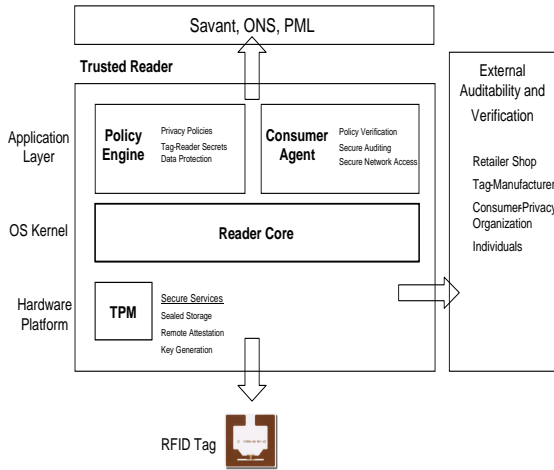 Savant, ONS, PML
Trusted Reader
Application
Layer
Policy
Engine
Privacy Policies
Tag-Reader Secrets
Data Protection
Consumer
Agent
Policy Verification
Secure Auditing
Secure Network Access
OS Kernel
Reader Core
Hardware
Platform
TPM
Secure Services
Sealed Storage
Remote Attestation
Key Generation
RFID Tag
External
Auditability and
Verification
Retailer Shop
Tag-Manufacturer
Consumer-Privacy
Organization
Individuals